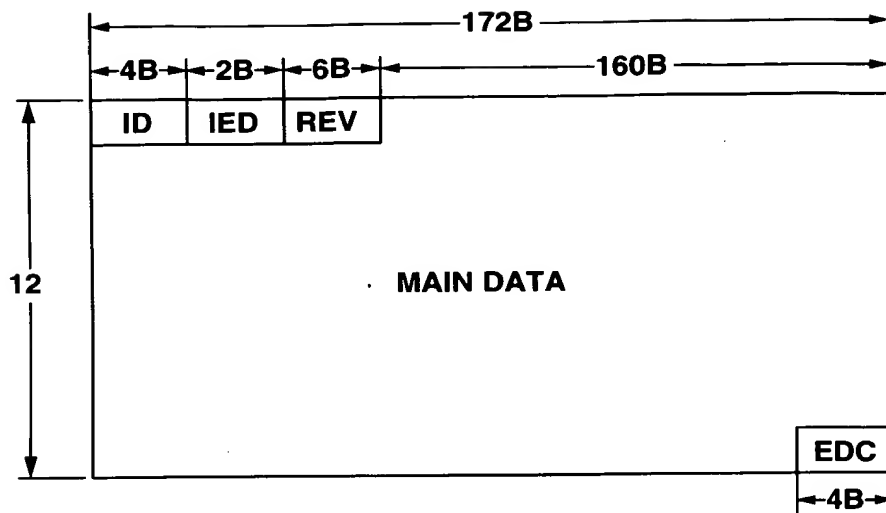 172B
4B 2B 6B 160B
ID IED REV
12
MAIN DATA
EDC
4B